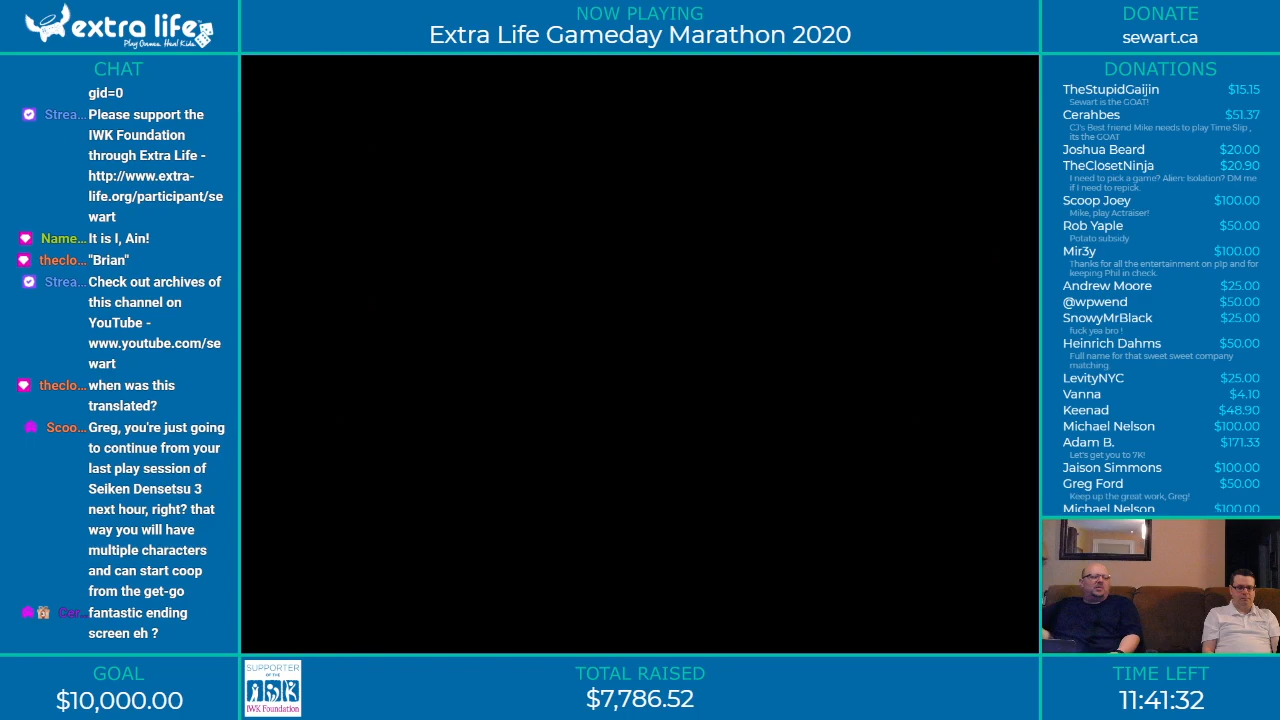 extra life
Play Games. Heal Kids.
NOW PLAYING
Extra Life Gameday Marathon 2020
DONATE
sewart.ca
CHAT
gid=0
Strea... Please support the
IWK Foundation
through Extra Life -
http://www.extra-
life.org/participant/se
wart
Name... It is I, Ain!
theclo... "Brian"
Strea... Check out archives of
this channel on
YouTube -
www.youtube.com/se
wart
theclo... when was this
translated?
Scoo... Greg, you're just going
to continue from your
last play session of
Seiken Densetsu 3
next hour, right? that
way you will have
multiple characters
and can start coop
from the get-go
Cer... fantastic ending
screen eh ?
DONATIONS
TheStupidGaijin $15.15
Sewart is the GOAT!
Cerahbes $51.37
CJ's Best friend Mike needs to play Time Slip ,
its the GOAT
Joshua Beard $20.00
TheClosetNinja $20.90
I need to pick a game? Alien: Isolation? DM me
if I need to repick.
Scoop Joey $100.00
Mike, play Actraiser!
Rob Yaple $50.00
Potato subsidy
Mir3y $100.00
Thanks for all the entertainment on p1p and for
keeping Phil in check.
Andrew Moore $25.00
@wpwend $50.00
SnowyMrBlack $25.00
fuck yea bro !
Heinrich Dahms $50.00
Full name for that sweet sweet company
matching.
LevityNYC $25.00
Vanna $4.10
Keenad $48.90
Michael Nelson $100.00
Adam B. $171.33
Let's get you to 7K!
Jaison Simmons $100.00
Greg Ford $50.00
Keep up the great work, Greg!
Michael Nelson $100.00
GOAL
$10,000.00
SUPPORTER
OF THE
IWK
IWK Foundation
TOTAL RAISED
$7,786.52
TIME LEFT
11:41:32